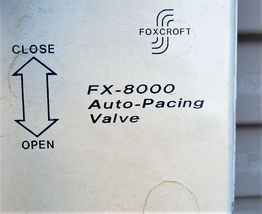 FOXCROFT
CLOSE
FX-8000
Auto-Pacing
Valve
OPEN